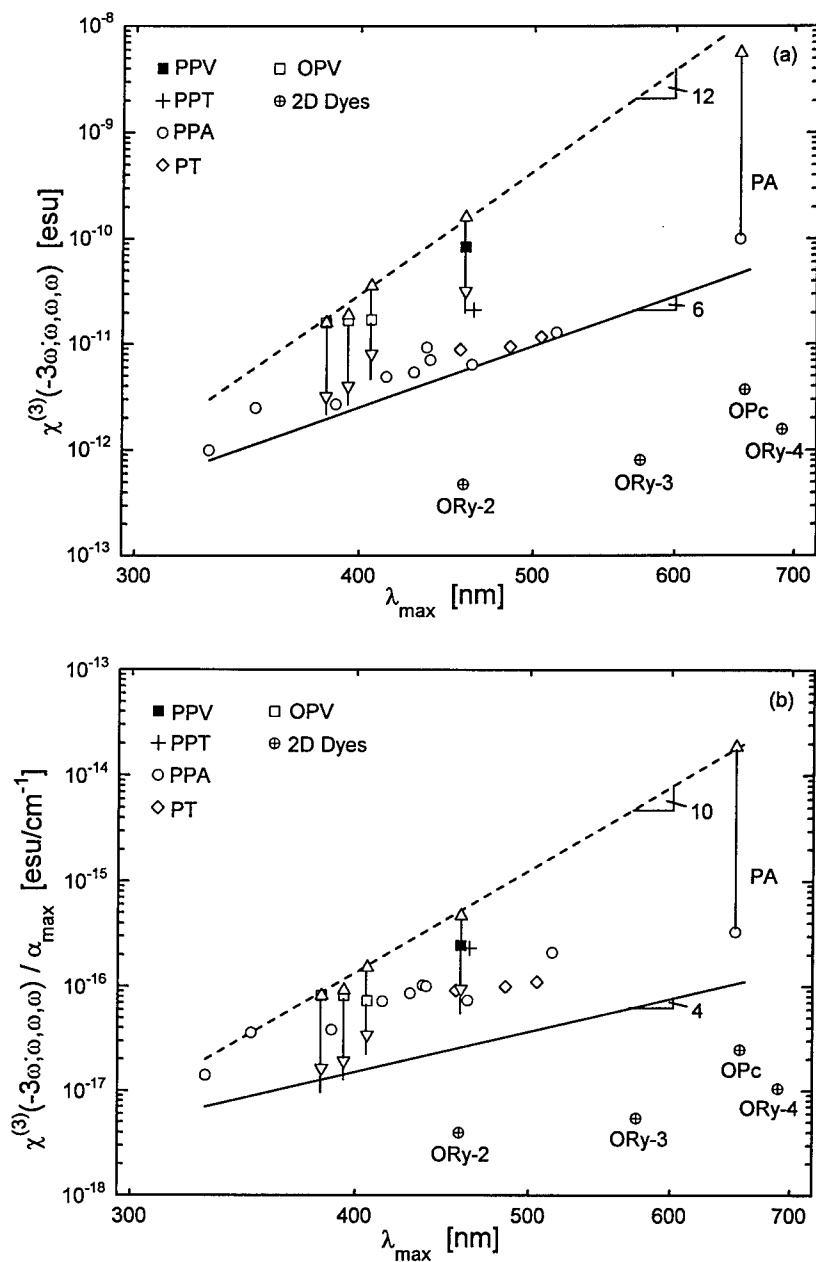 10⁻⁸
(a)
■ PPV □ OPV
+ PPT ⊕ 2D Dyes
○ PPA
◇ PT
12
10⁻⁹
PA
χ⁽³⁾(-3ω;ω,ω,ω) [esu]
10⁻¹⁰
6
10⁻¹¹
OPc
10⁻¹²
ORy-4
ORy-3
ORy-2
10⁻¹³
300 400 500 600 700
λmax [nm]
10⁻¹³
(b)
■ PPV □ OPV
+ PPT ⊕ 2D Dyes
○ PPA
◇ PT
10⁻¹⁴
10
χ⁽³⁾(-3ω;ω,ω,ω) / αmax [esu/cm⁻¹]
10⁻¹⁵
PA
10⁻¹⁶
4
OPc
10⁻¹⁷
ORy-4
ORy-3
ORy-2
10⁻¹⁸
300 400 500 600 700
λmax [nm]